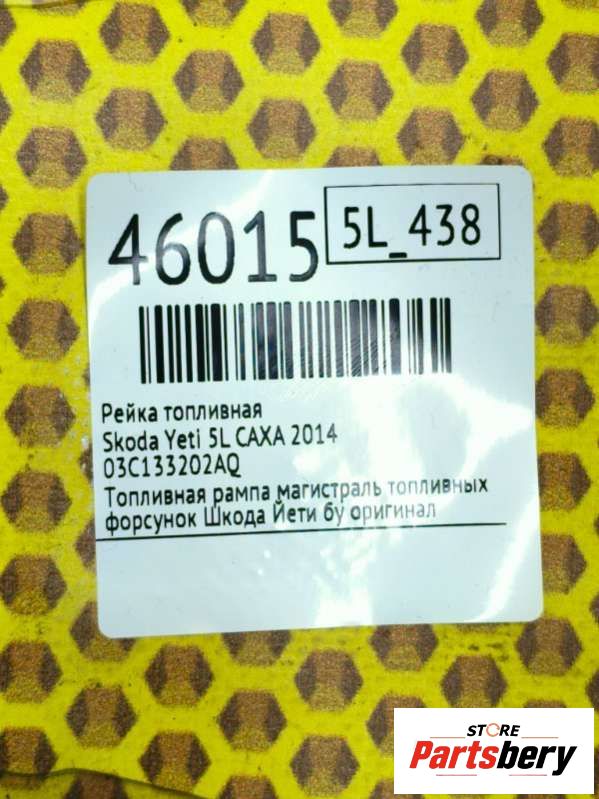 46015
5L_438
Рейка топливная
Skoda Yeti 5L CAXA 2014
03C133202AQ
Топливная рампа магистраль топливных
форсунок Шкода Йети бу оригинал
STORE
Partsbery